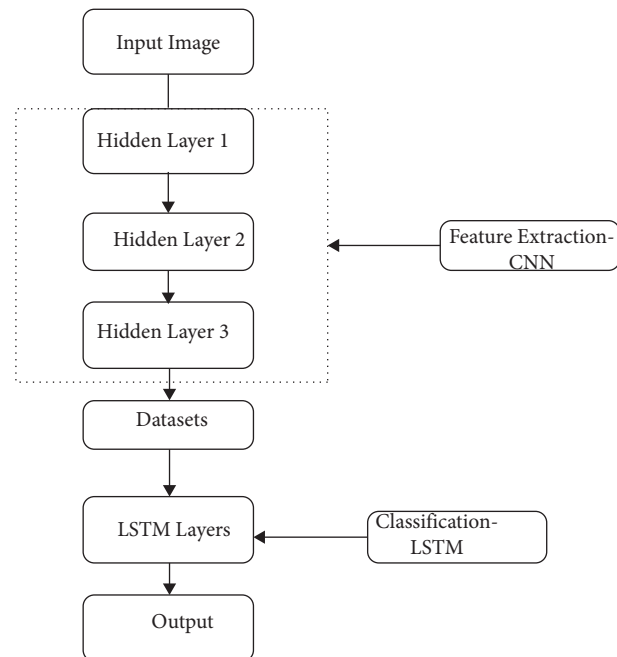 Input Image
Hidden Layer 1
Hidden Layer 2
Feature Extraction-
CNN
Hidden Layer 3
Datasets
LSTM Layers
Classification-
LSTM
Output